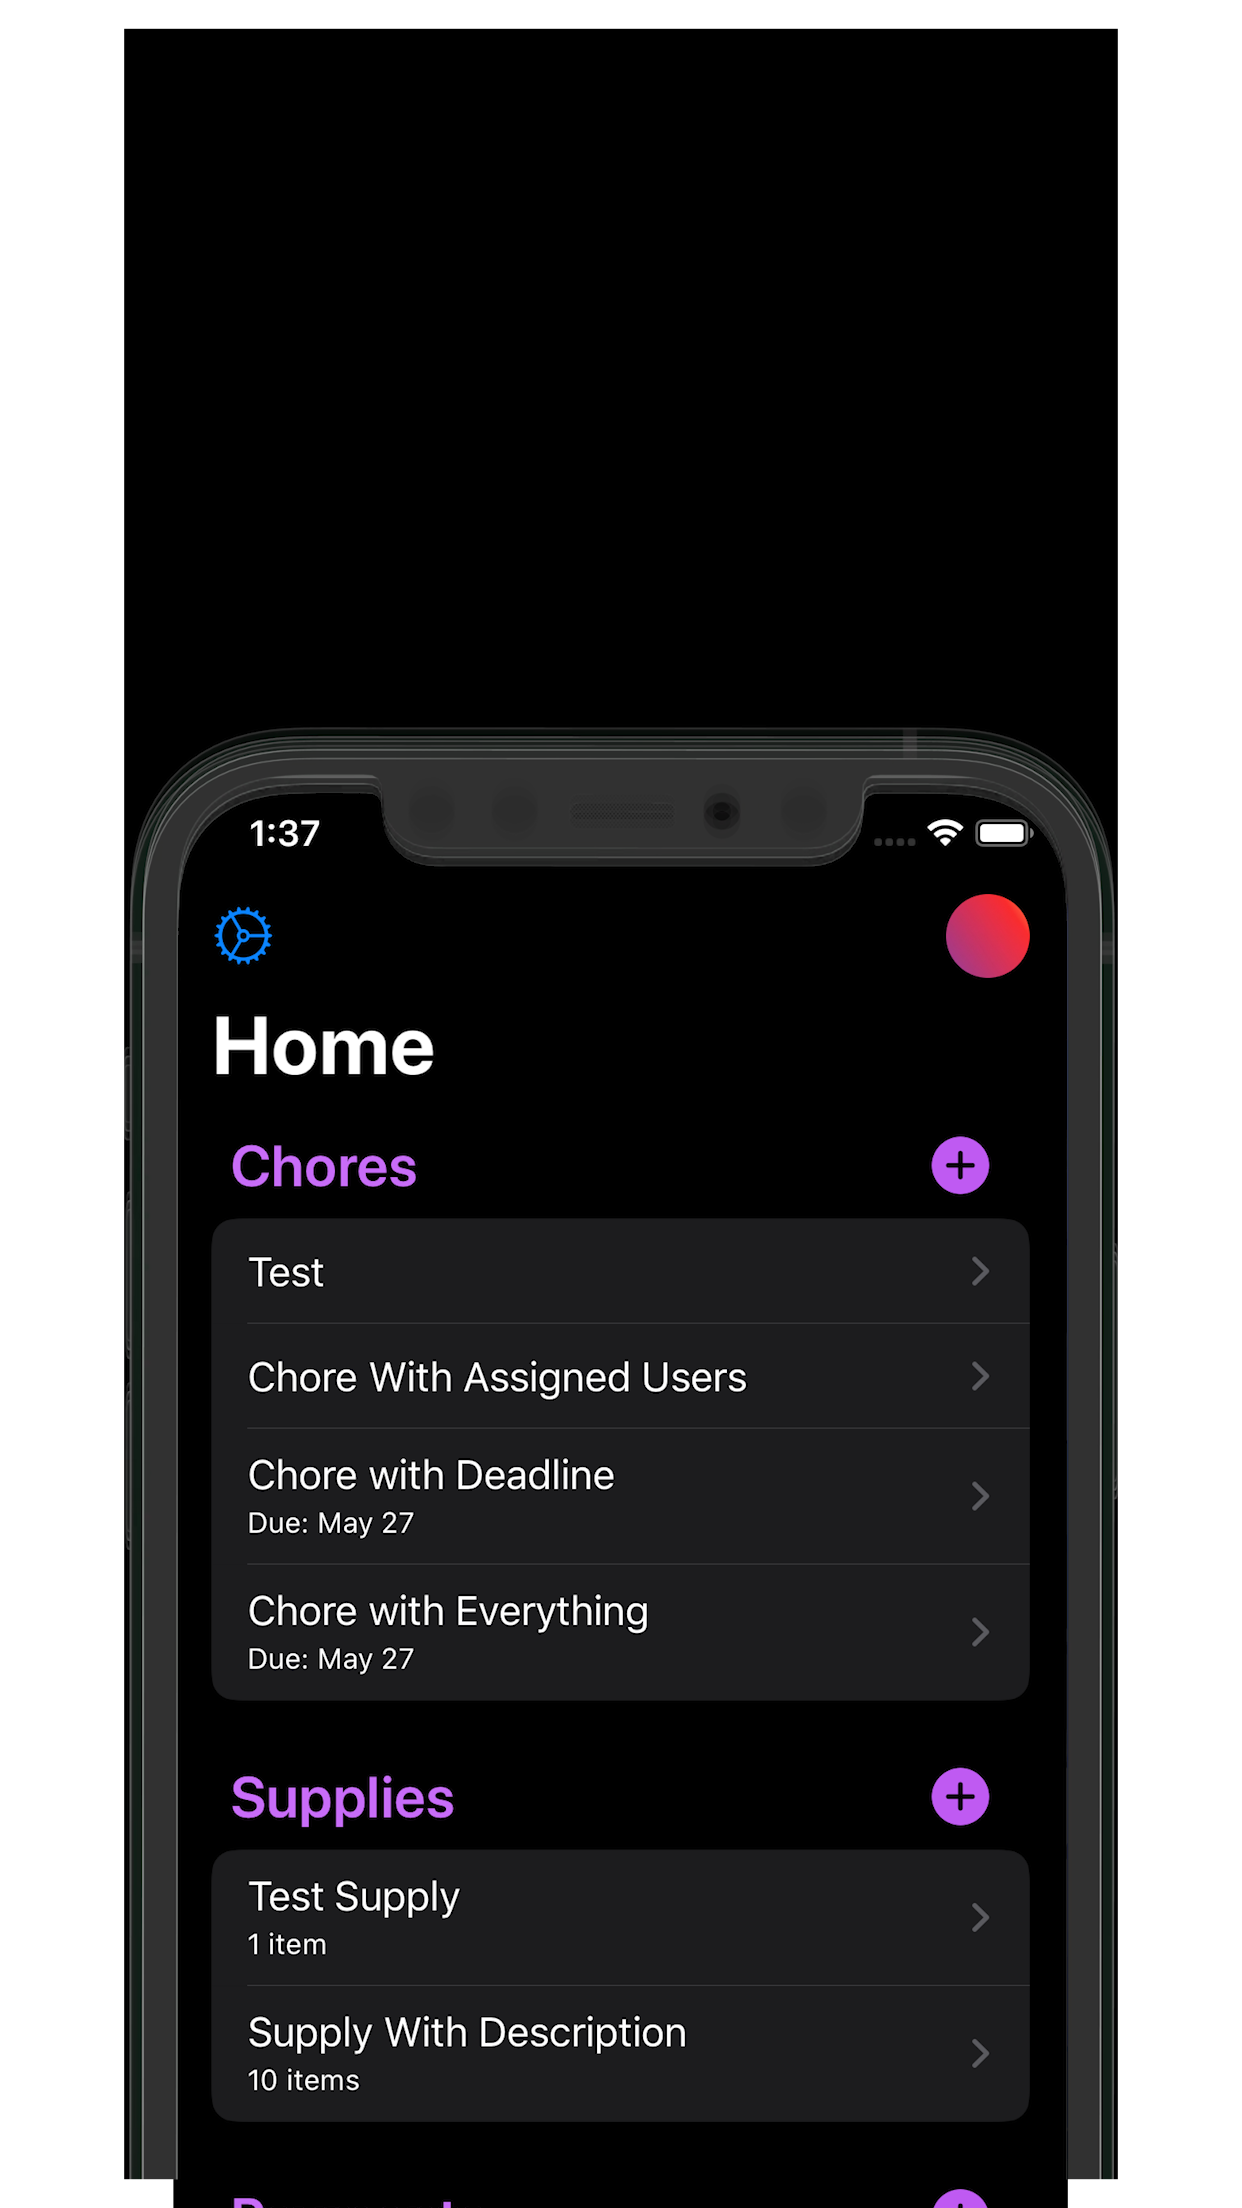 1:37
Home
Chores
Test
Chore With Assigned Users
Chore with Deadline
Due: May 27
Chore with Everything
Due: May 27
Supplies
Test Supply
1 item
Supply With Description
10 items